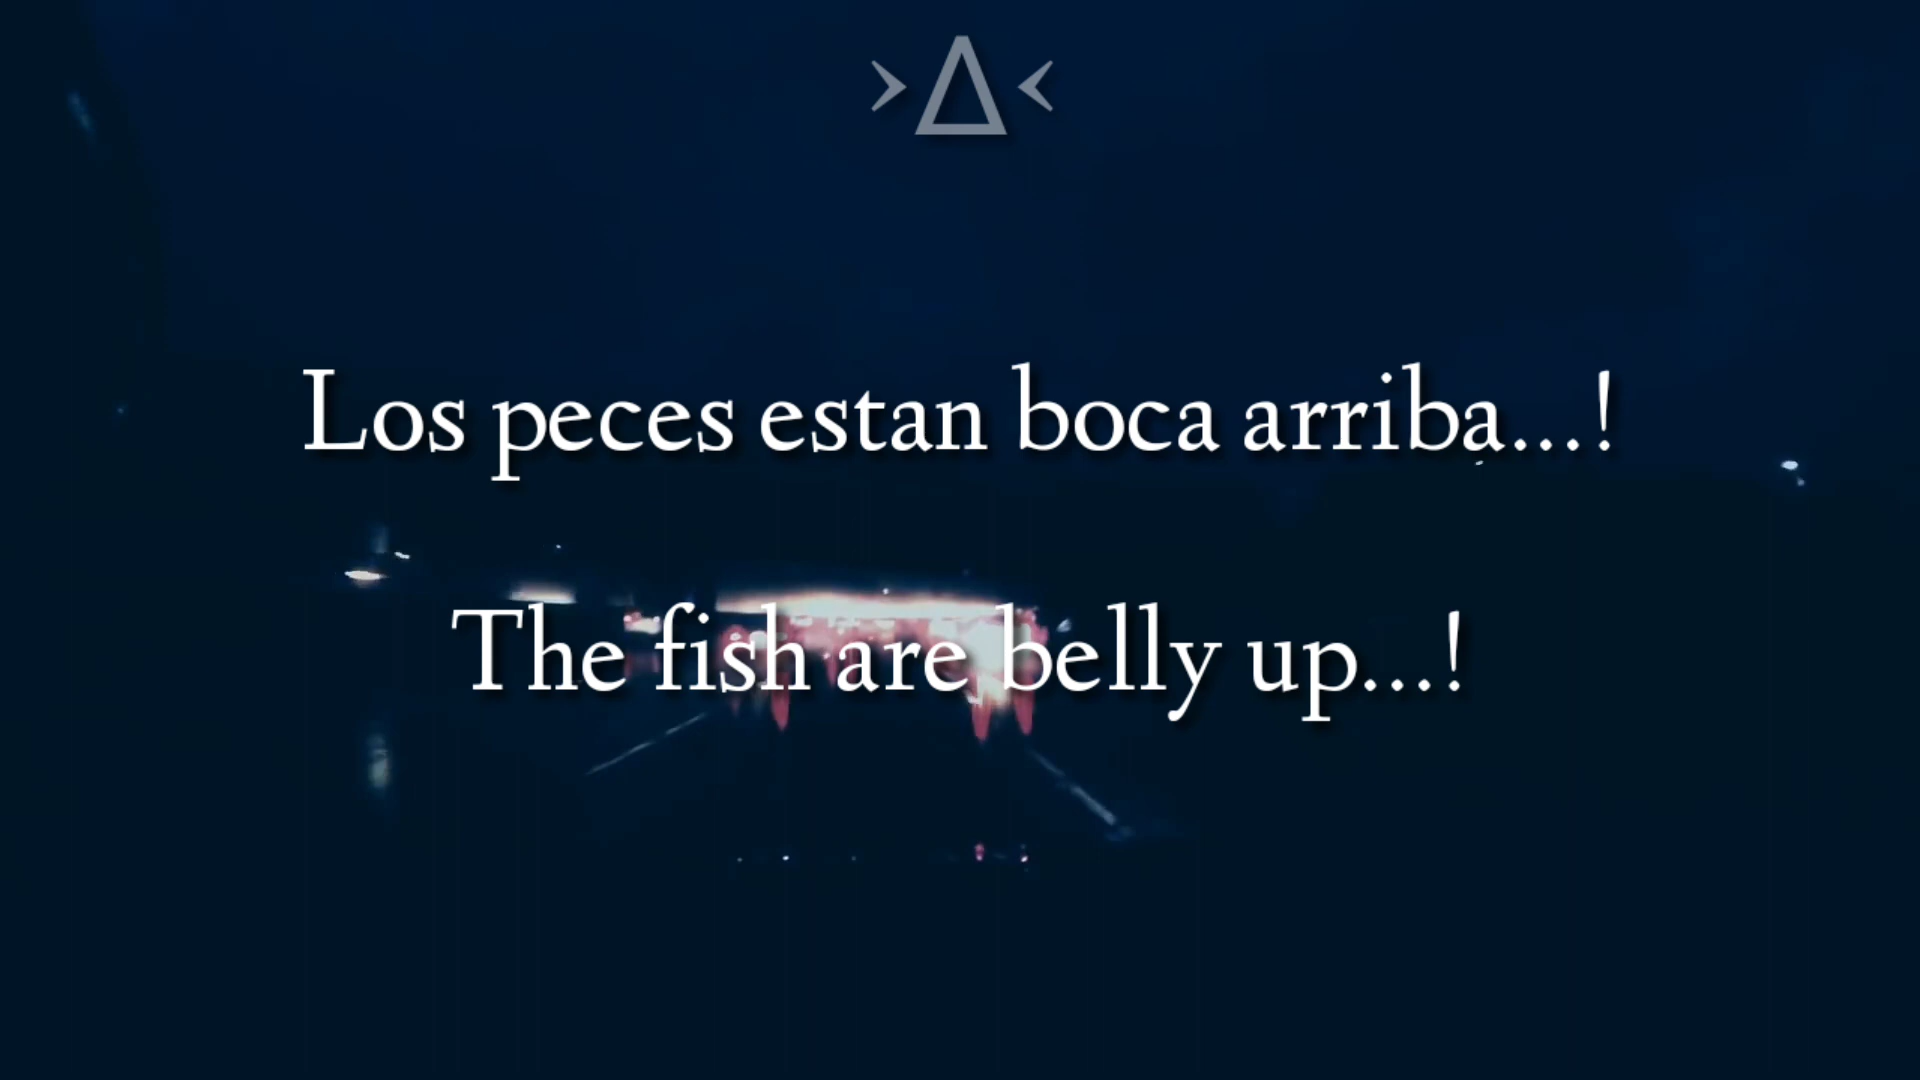 >Δ<
Los peces estan boca arriba...!
The fish are belly up...!